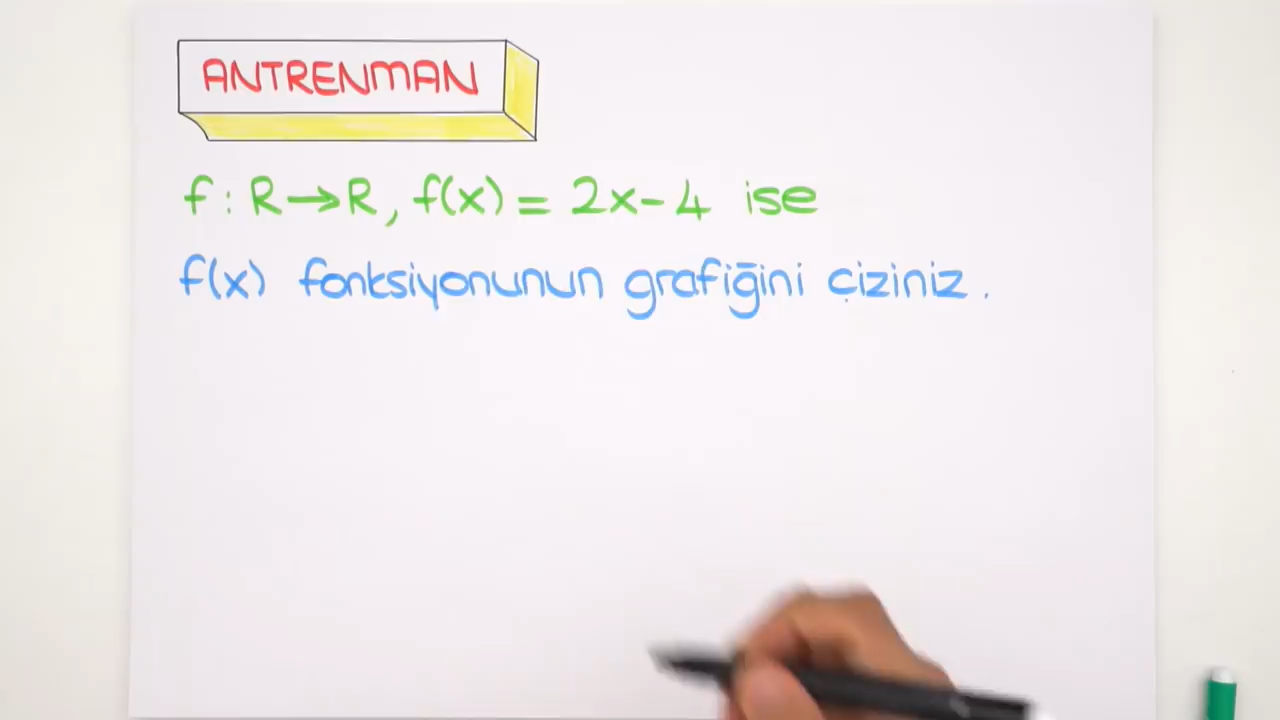 ANTRENMAN
f : R→R, f(x) = 2x-4 ise
f(x) fonksiyonunun grafiğini çiziniz.